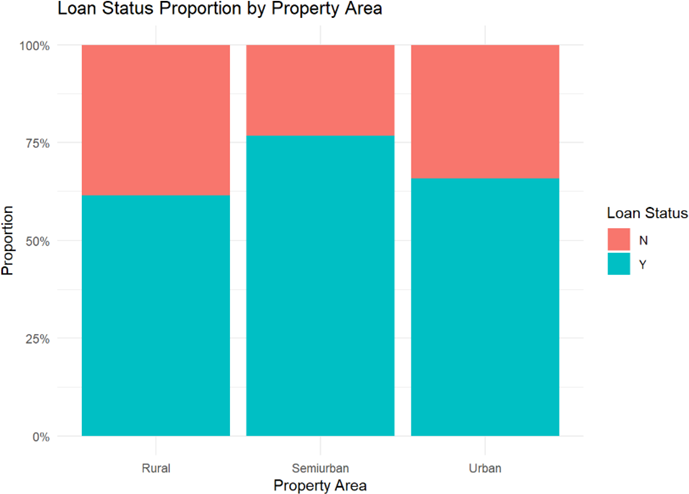 Loan Status Proportion by Property Area
100%
75%
50%
25%
0%
Proportion
Rural Semiurban Urban
Property Area
Loan Status
N
Y